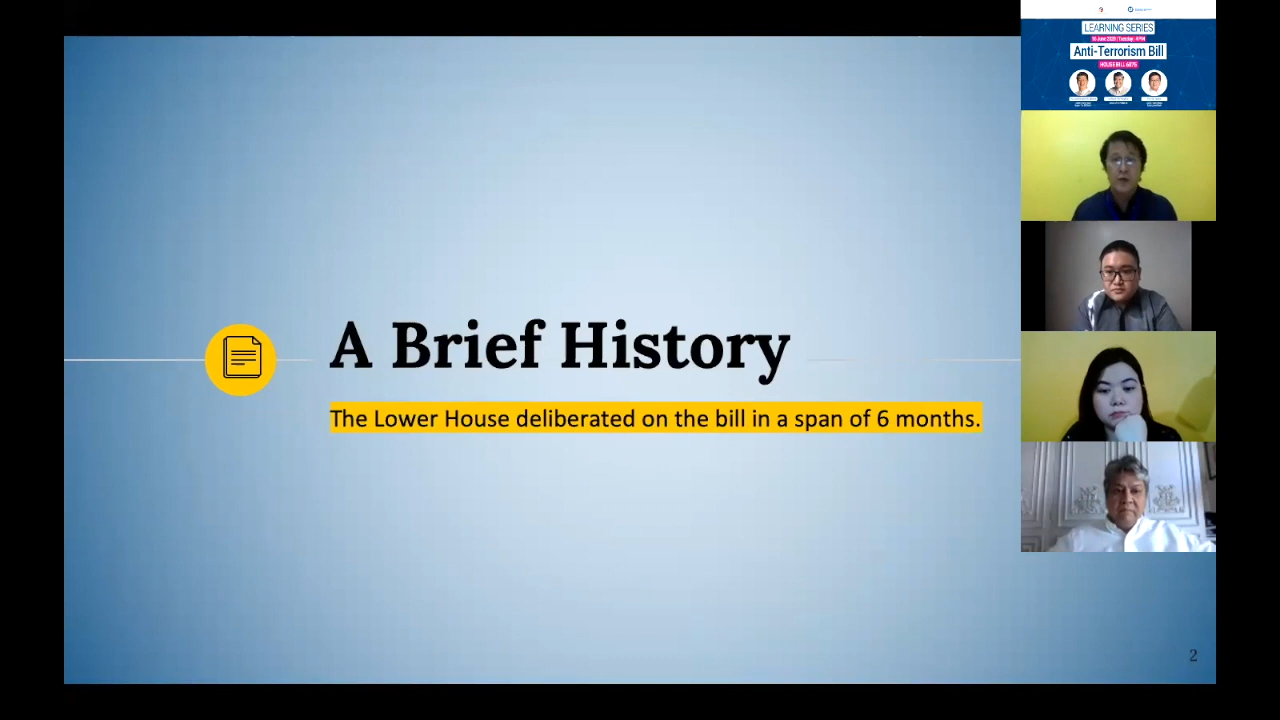 A Brief History
The Lower House deliberated on the bill in a span of 6 months.
2
LEARNING SERIES
Anti-Terrorism Bill
HOUSE BILL 6875